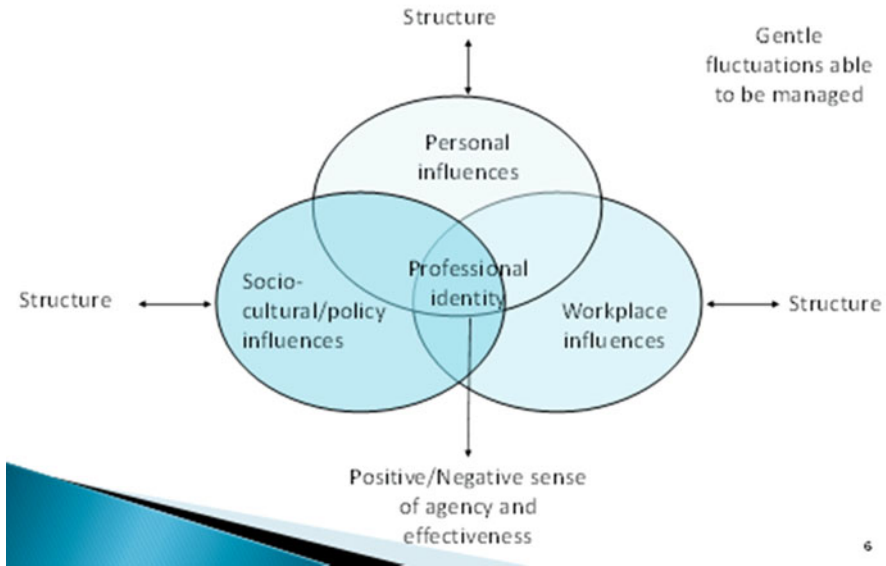 Structure
Gentle
fluctuations able
to be managed
Personal
influences
Professional
identity
Socio-
cultural/policy
influences
Workplace
influences
Structure
Structure
Positive/Negative sense
of agency and
effectiveness
6